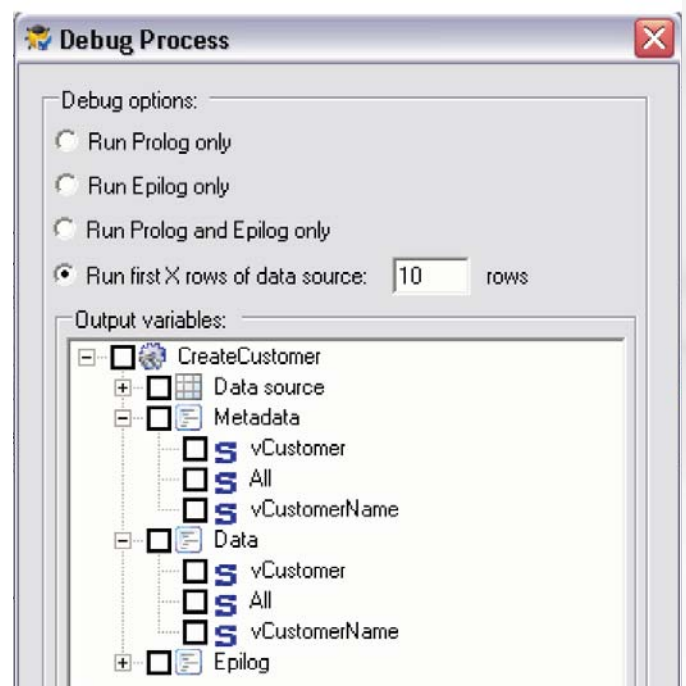 Debug Process
Debug options:
Run Prolog only
Run Epilog only
Run Prolog and Epilog only
Run first X rows of data source: 10 rows
Output variables:
CreateCustomer
Data source
Metadata
vCustomer
All
vCustomerName
Data
vCustomer
All
vCustomerName
Epilog